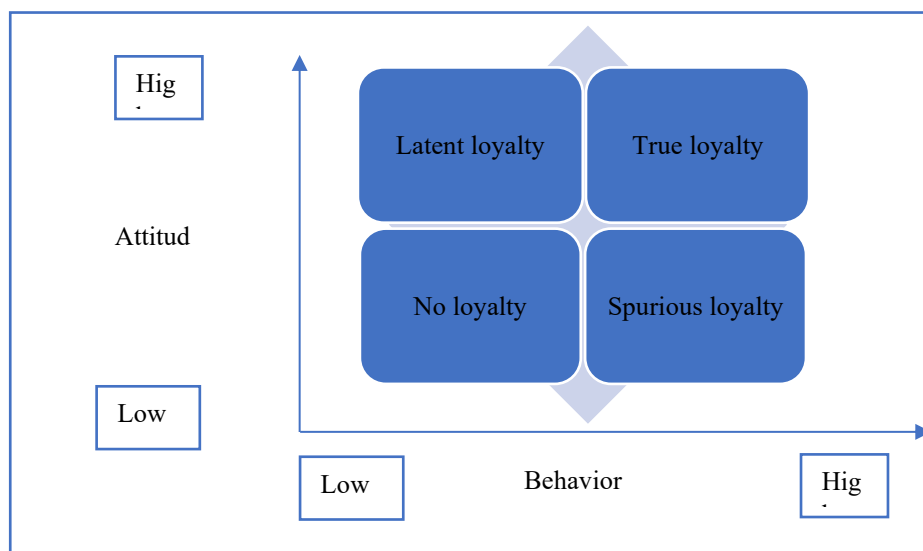 Hig
Latent loyalty
True loyalty
Attitud
No loyalty
Spurious loyalty
Low
Low
Behavior
Hig